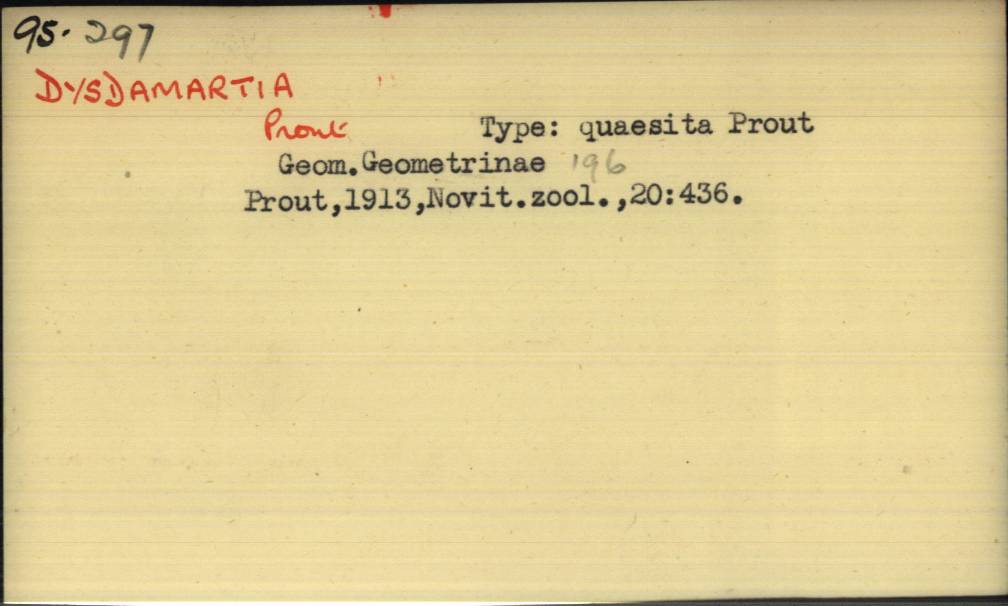 95. 297
DYSDAMARTIA
Prout Type: quaesita Prout
Geom.Geometrinae 196
Prout,1913,Novit.zool.,20:436.